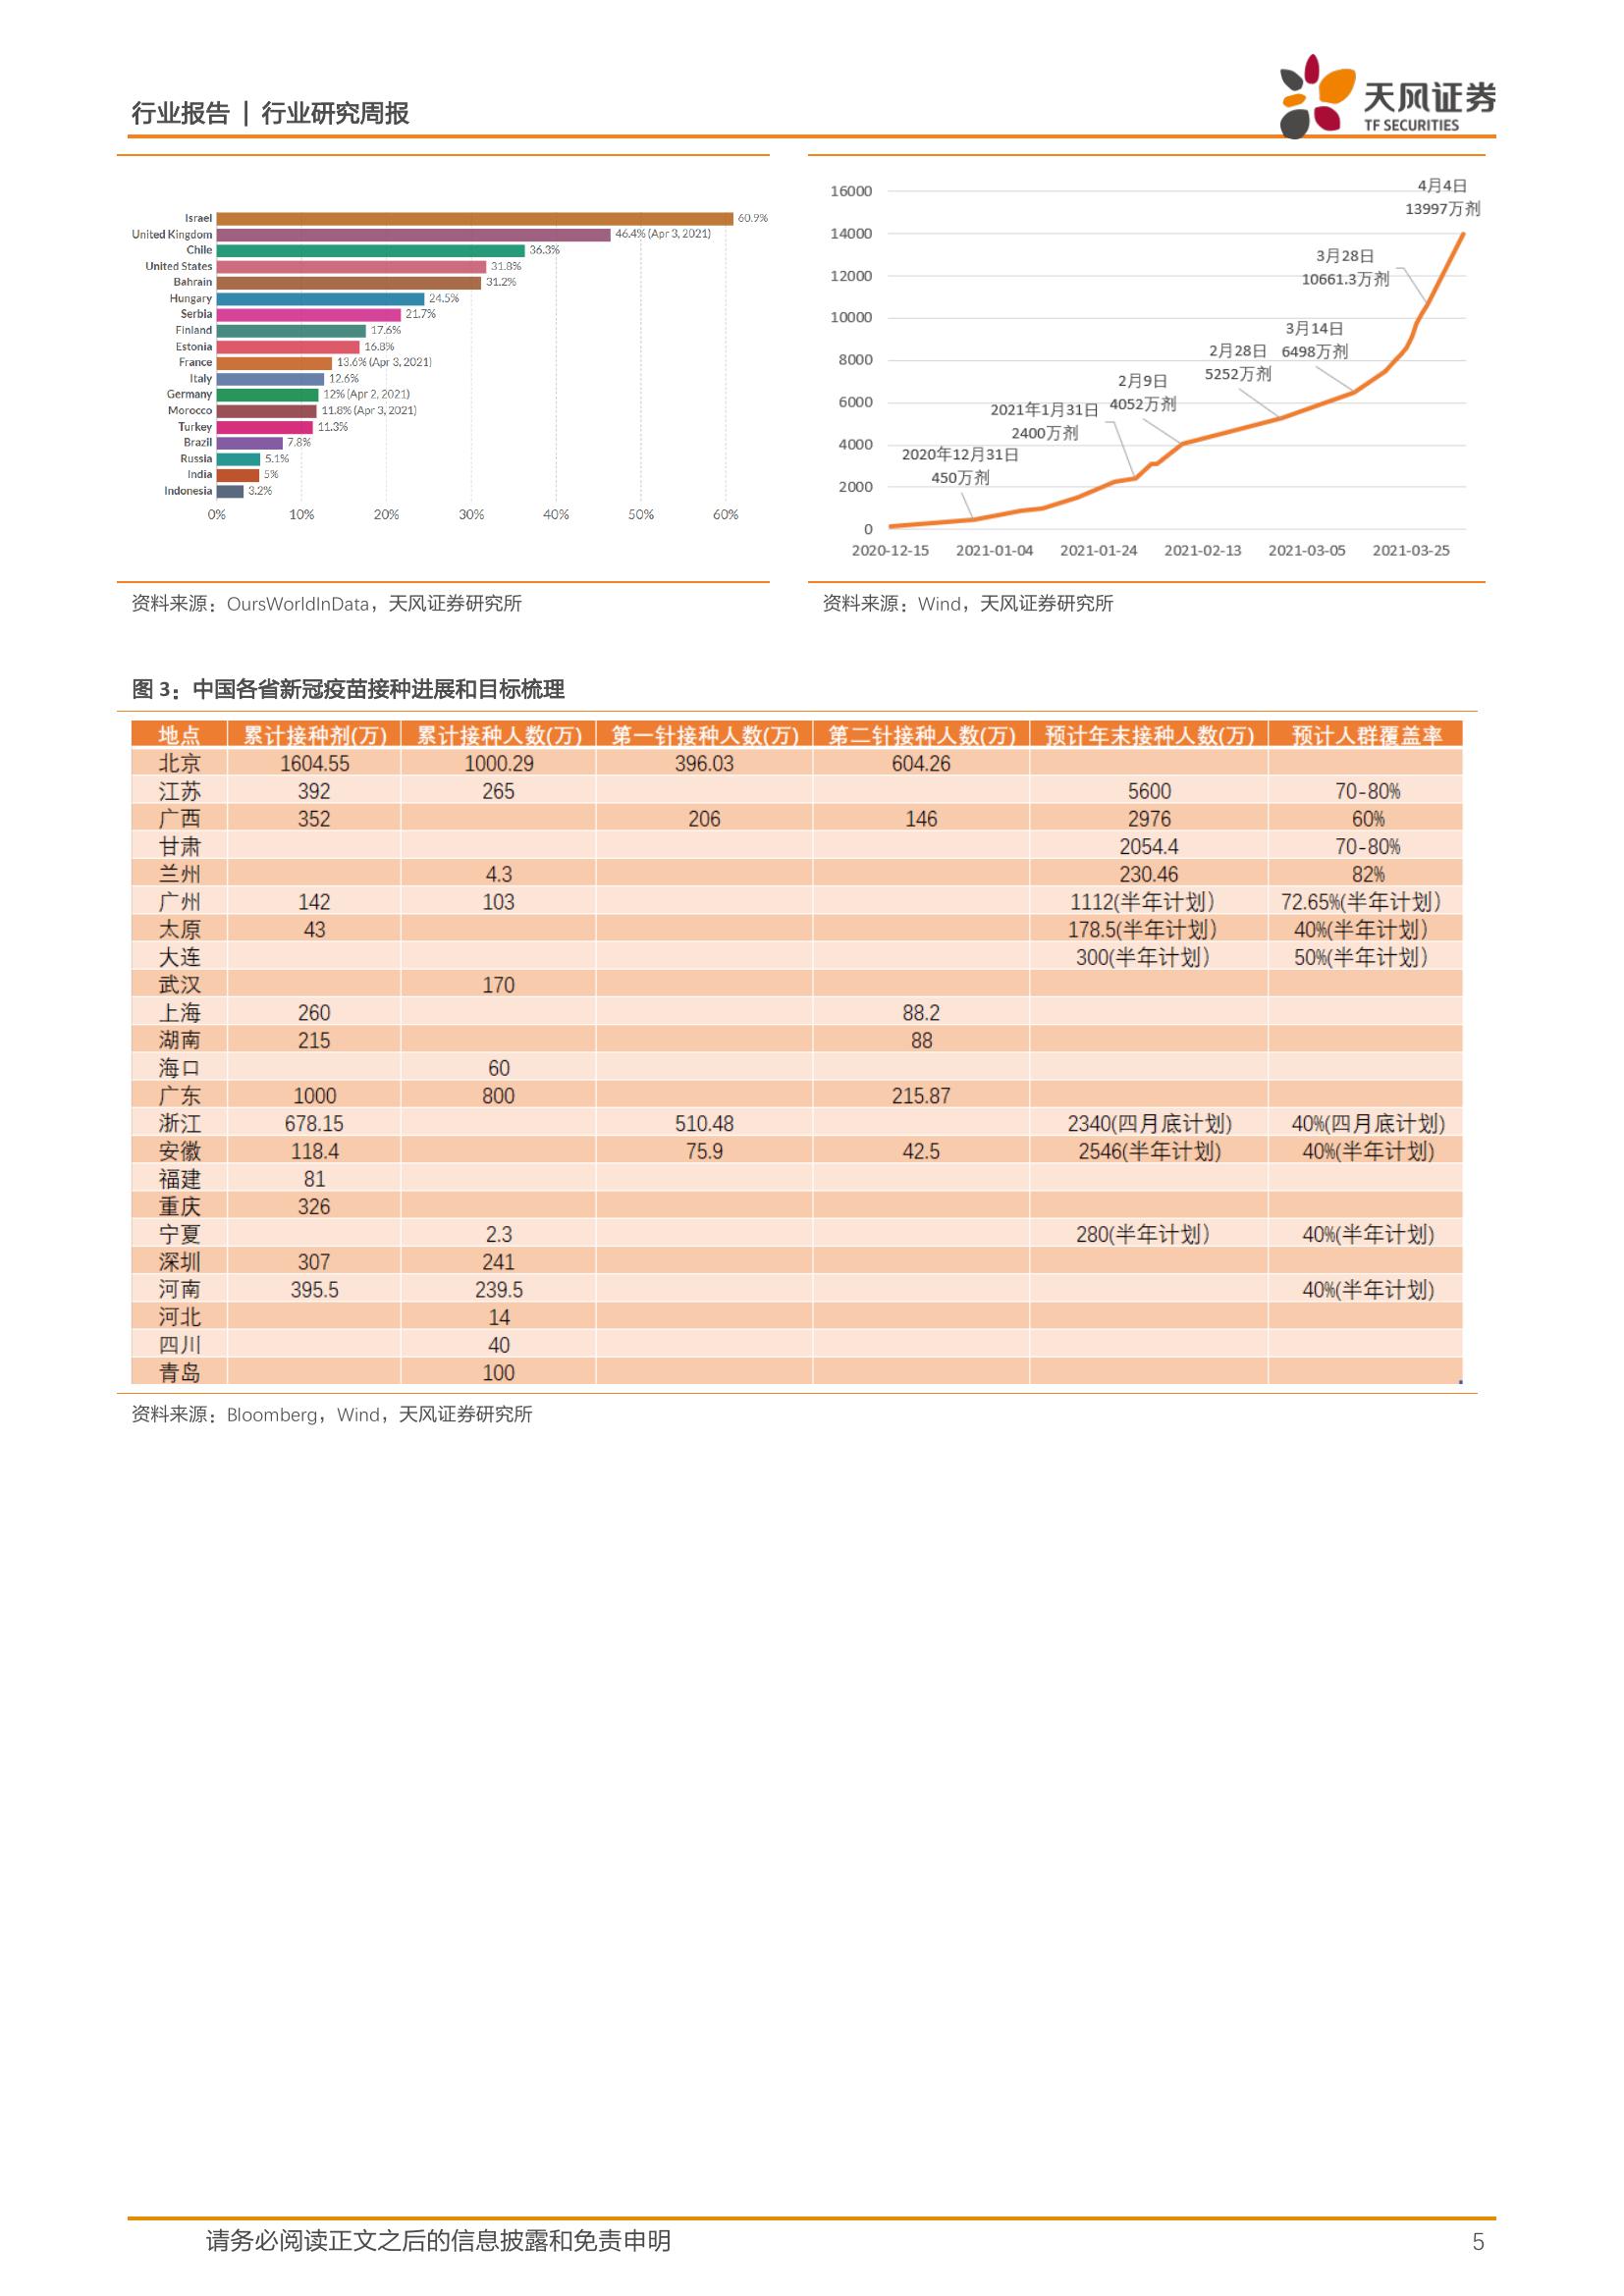 行业报告 | 行业研究周报
天风证券
TF SECURITIES
Israel 60.9%
United Kingdom 46.4% (Apr 3, 2021)
Chile 36.3%
United States 31.8%
Bahrain 31.2%
Hungary 24.5%
Serbia 21.7%
Finland 17.6%
Estonia 16.8%
France 13.6% (Apr 3, 2021)
Italy 12.6%
Germany 12% (Apr 2, 2021)
Morocco 11.8% (Apr 3, 2021)
Turkey 11.3%
Brazil 7.8%
Russia 5.1%
India 5%
Indonesia 3.2%
0% 10% 20% 30% 40% 50% 60%
资料来源：OursWorldInData，天风证券研究所
16000
14000
12000
10000
8000
6000
4000
2000
0
2020年12月31日
450万剂
2021年1月31日
2400万剂
2月9日
4052万剂
2月28日
5252万剂
3月14日
6498万剂
3月28日
10661.3万剂
4月4日
13997万剂
2020-12-15 2021-01-04 2021-01-24 2021-02-13 2021-03-05 2021-03-25
资料来源：Wind，天风证券研究所
图 3：中国各省新冠疫苗接种进展和目标梳理
地点 累计接种剂(万) 累计接种人数(万) 第一针接种人数(万) 第二针接种人数(万) 预计年末接种人数(万) 预计人群覆盖率
北京 1604.55 1000.29 396.03 604.26
江苏 392 265 5600 70-80%
广西 352 206 146 2976 60%
甘肃 2054.4 70-80%
兰州 4.3 230.46 82%
广州 142 103 1112(半年计划） 72.65%(半年计划）
太原 43 178.5(半年计划） 40%(半年计划）
大连 300(半年计划） 50%(半年计划）
武汉 170
上海 260 88.2
湖南 215 88
海口 60
广东 1000 800 215.87
浙江 678.15 510.48 2340(四月底计划) 40%(四月底计划)
安徽 118.4 75.9 42.5 2546(半年计划) 40%(半年计划)
福建 81
重庆 326
宁夏 2.3 280(半年计划） 40%(半年计划)
深圳 307 241
河南 395.5 239.5 40%(半年计划)
河北 14
四川 40
青岛 100
资料来源：Bloomberg，Wind，天风证券研究所
请务必阅读正文之后的信息披露和免责申明 5